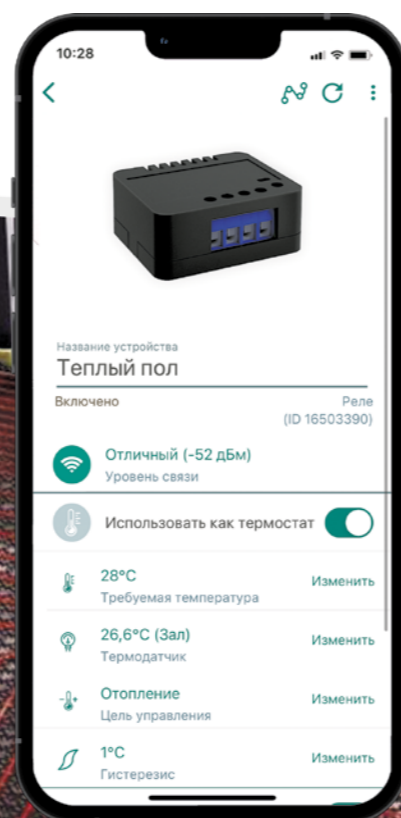 10:28
Название устройства
Теплый пол
Включено
Реле
(ID 16503390)
Отличный (-52 дБм)
Уровень связи
Использовать как термостат
28°C
Требуемая температура
Изменить
26,6°C (Зал)
Термодатчик
Изменить
Отопление
Цель управления
Изменить
1°C
Гистерезис
Изменить